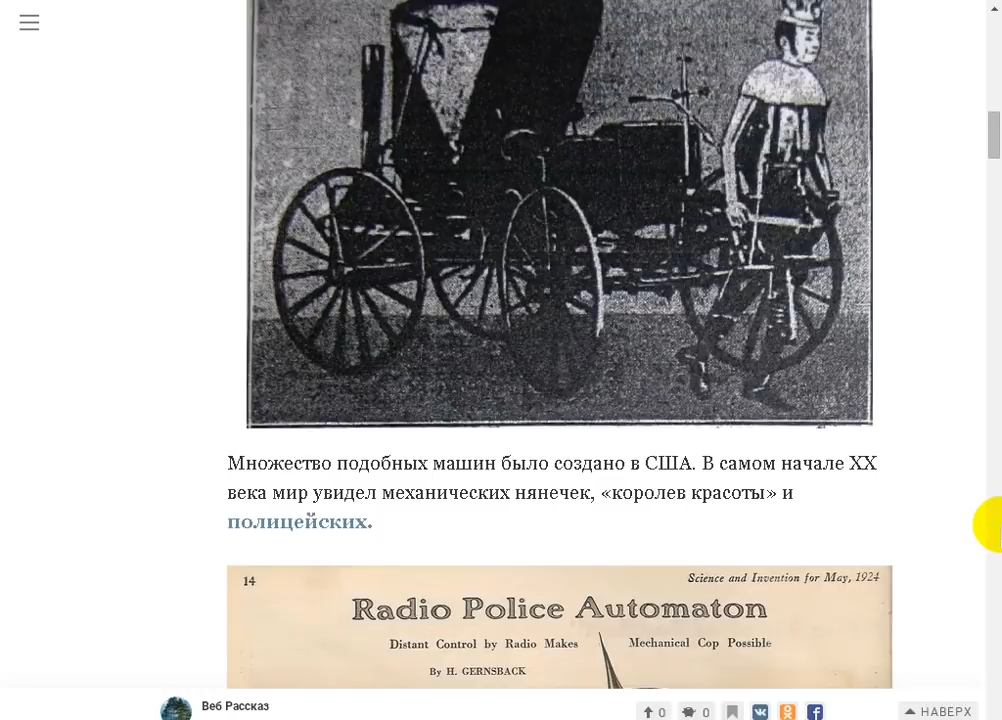 Множество подобных машин было создано в США. В самом начале XX
века мир увидел механических нянечек, «королев красоты» и
полицейских.
14
Science and Invention for May, 1924
Radio Police Automaton
Distant Control by Radio Makes Mechanical Cop Possible
By H. GERNSBACK
Веб Рассказ
0
0
НАВЕРХ